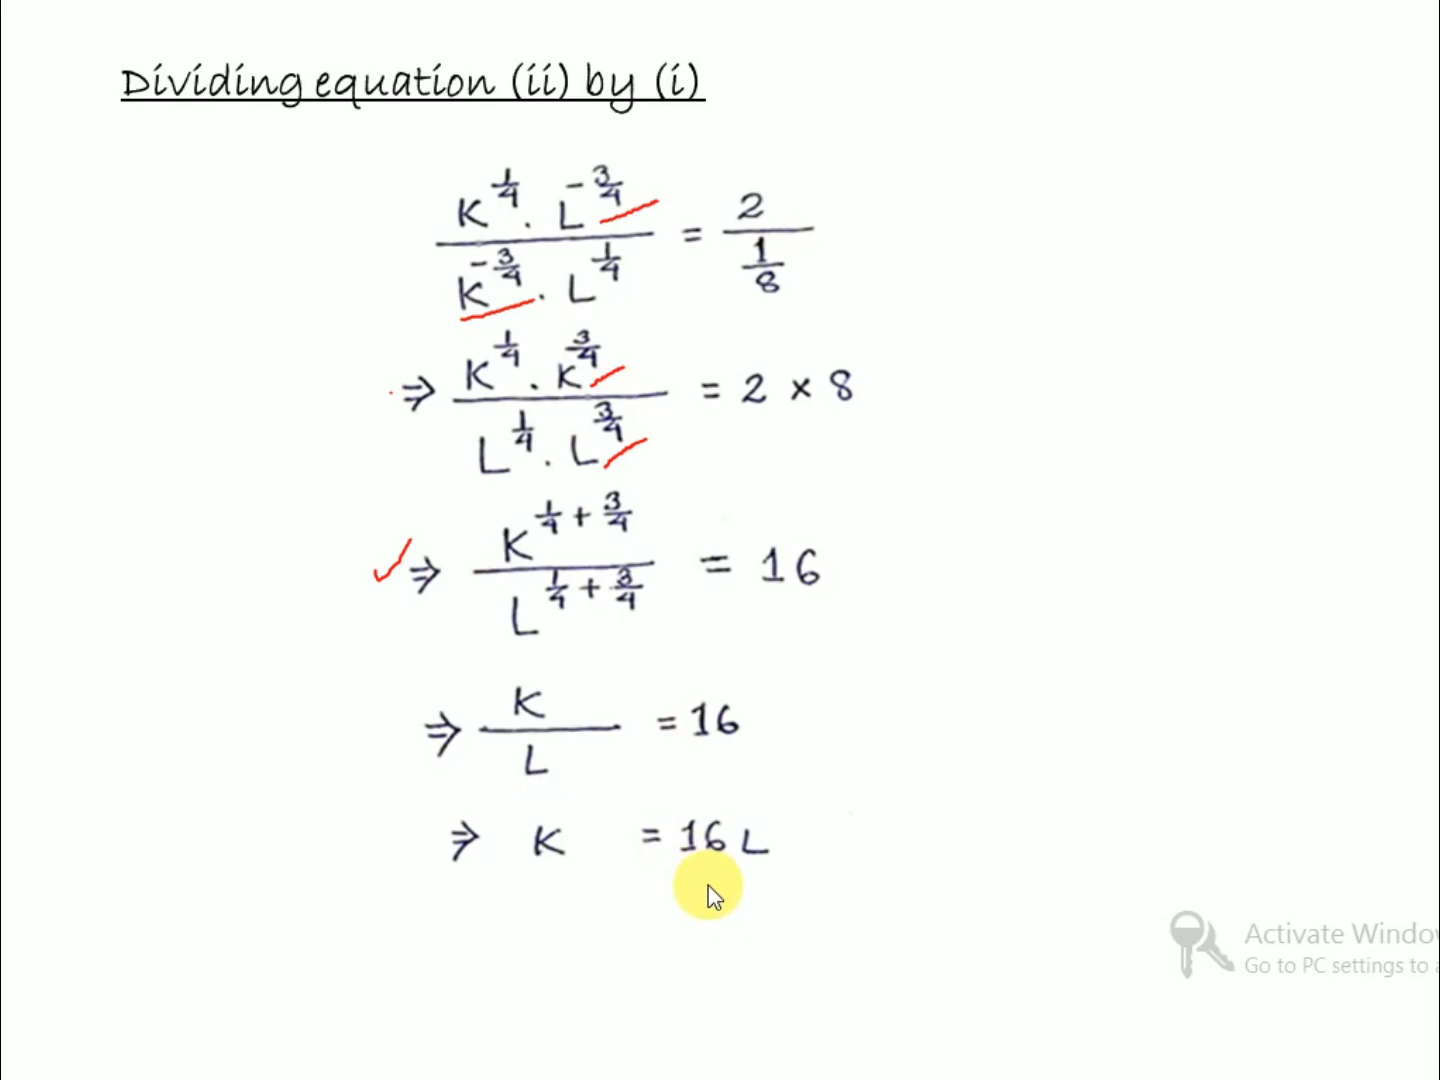 Dividing equation (ii) by (i)
K^{1/4} . L^{-3/4} / K^{-3/4} . L^{1/4} = 2 / (1/8)
⇒ K^{1/4} . K^{3/4} / L^{1/4} . L^{3/4} = 2 × 8
⇒ K^{1/4 + 3/4} / L^{1/4 + 3/4} = 16
⇒ K / L = 16
⇒ K = 16 L
Activate Windo
Go to PC settings to